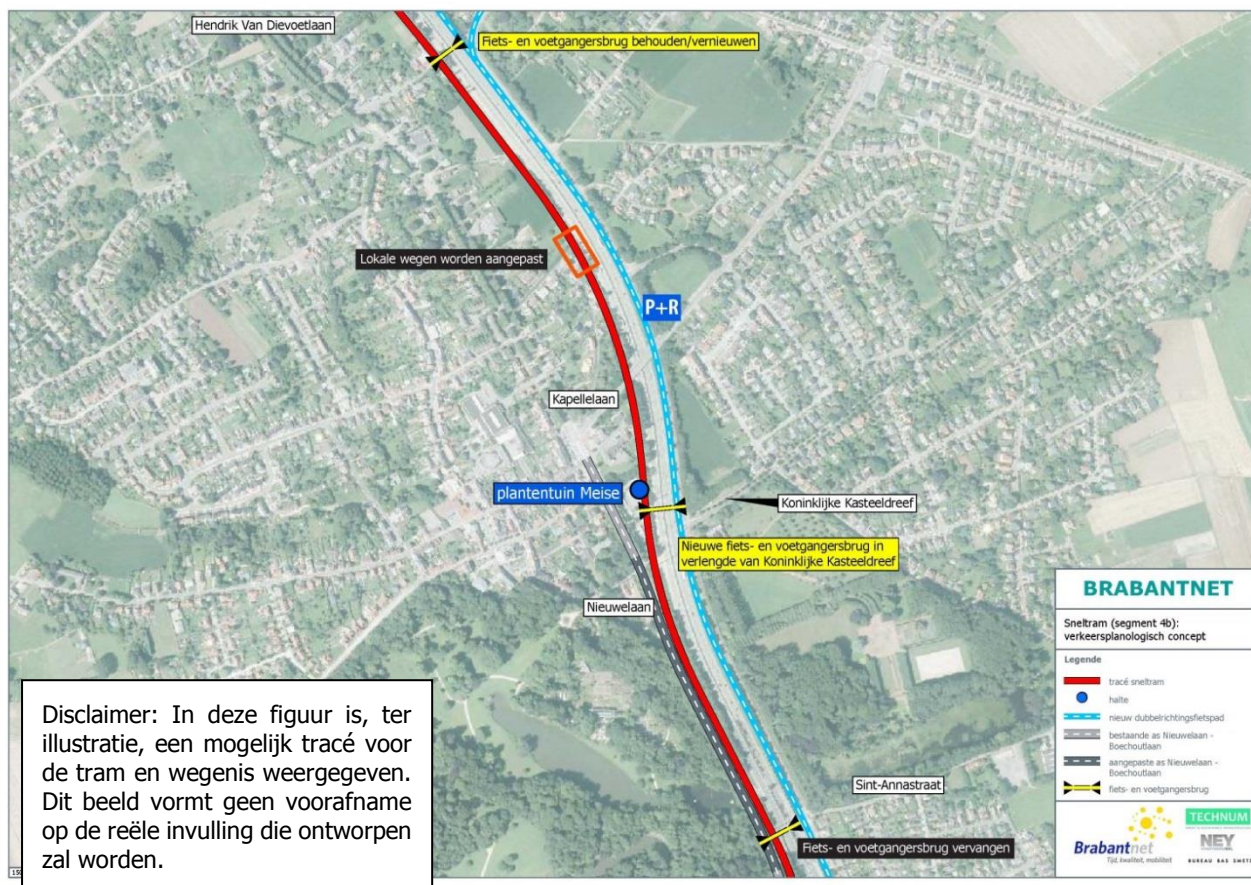 Hendrik Van Dievoetlaan
Fiets- en voetgangersbrug behouden/vernieuwen
Lokale wegen worden aangepast
P+R
Kapellelaan
plantentuin Meise
Koninklijke Kasteeldreef
Nieuwe fiets- en voetgangersbrug in
verlengde van Koninklijke Kasteeldreef
Nieuwelaan
Sint-Annastraat
Fiets- en voetgangersbrug vervangen
Disclaimer: In deze figuur is, ter
illustratie, een mogelijk tracé voor
de tram en wegenis weergegeven.
Dit beeld vormt geen voorafname
op de reële invulling die ontworpen
zal worden.
BRABANTNET
Sneltram (segment 4b):
verkeersplanologisch concept
Legende
tracé sneltram
halte
nieuw dubbelrichtingsfietspad
bestaande as Nieuwelaan -
Boechoutlaan
aangepaste as Nieuwelaan -
Boechoutlaan
fiets- en voetgangersbrug
Brabantnet
Tijd, kwaliteit, mobiliteit
TECHNUM
NEY
BUREAU BAS SMETS